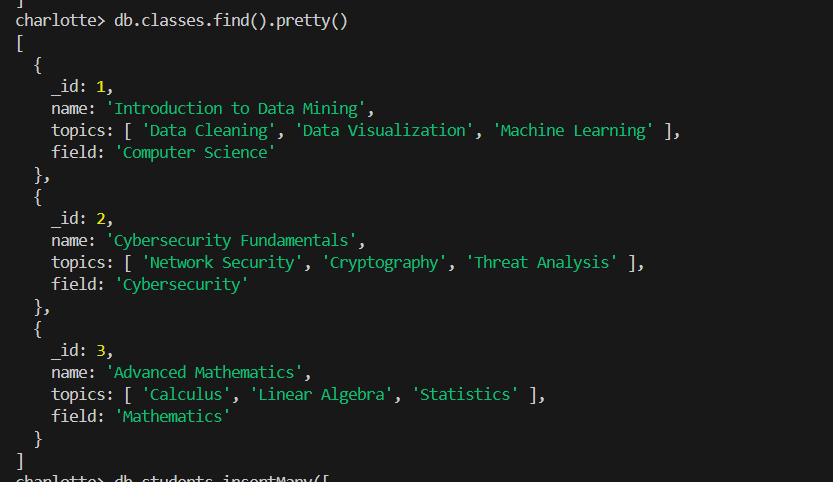 ]
charlotte> db.classes.find().pretty()
[
  {
    _id: 1,
    name: 'Introduction to Data Mining',
    topics: [ 'Data Cleaning', 'Data Visualization', 'Machine Learning' ],
    field: 'Computer Science'
  },
  {
    _id: 2,
    name: 'Cybersecurity Fundamentals',
    topics: [ 'Network Security', 'Cryptography', 'Threat Analysis' ],
    field: 'Cybersecurity'
  },
  {
    _id: 3,
    name: 'Advanced Mathematics',
    topics: [ 'Calculus', 'Linear Algebra', 'Statistics' ],
    field: 'Mathematics'
  }
]
charlotte> db.students.insertMany([